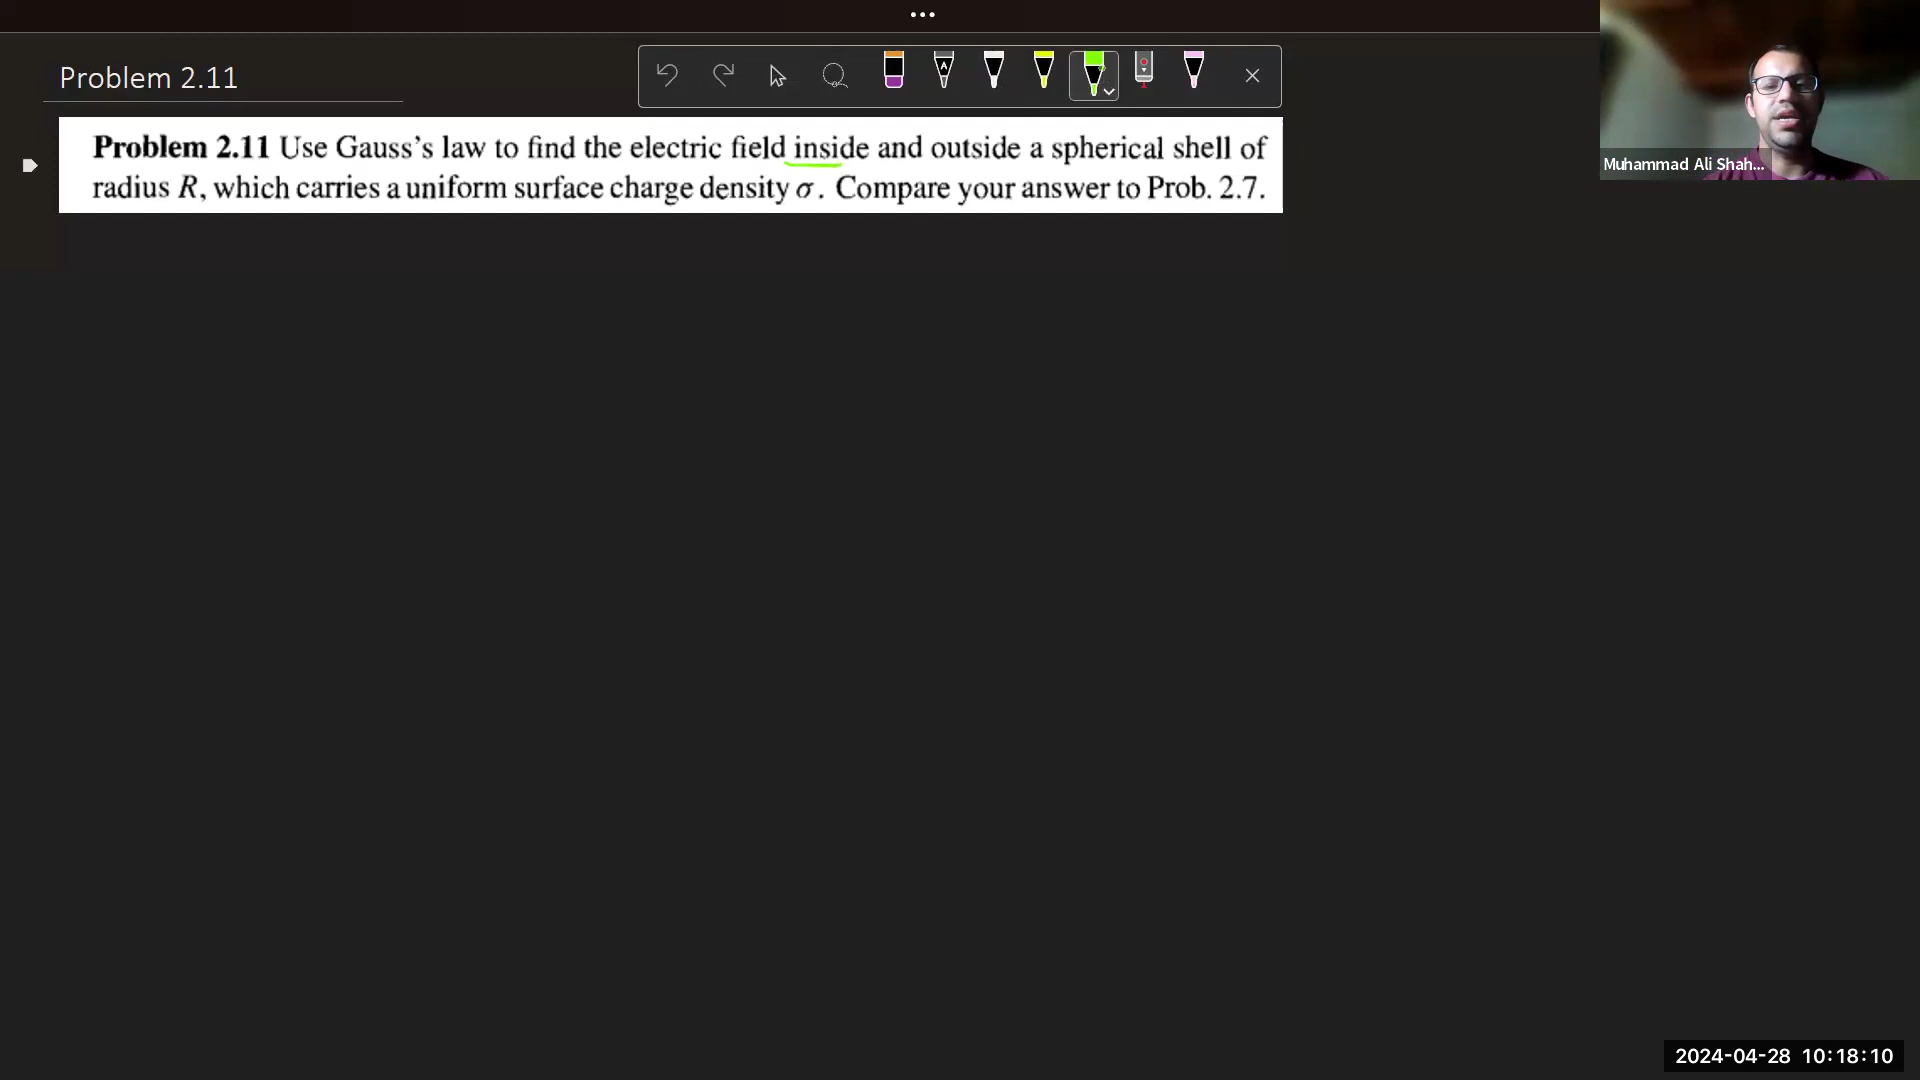 Problem 2.11
Problem 2.11 Use Gauss's law to find the electric field inside and outside a spherical shell of
radius R, which carries a uniform surface charge density σ. Compare your answer to Prob. 2.7.
A
Muhammad Ali Shah...
2024-04-28 10:18:10